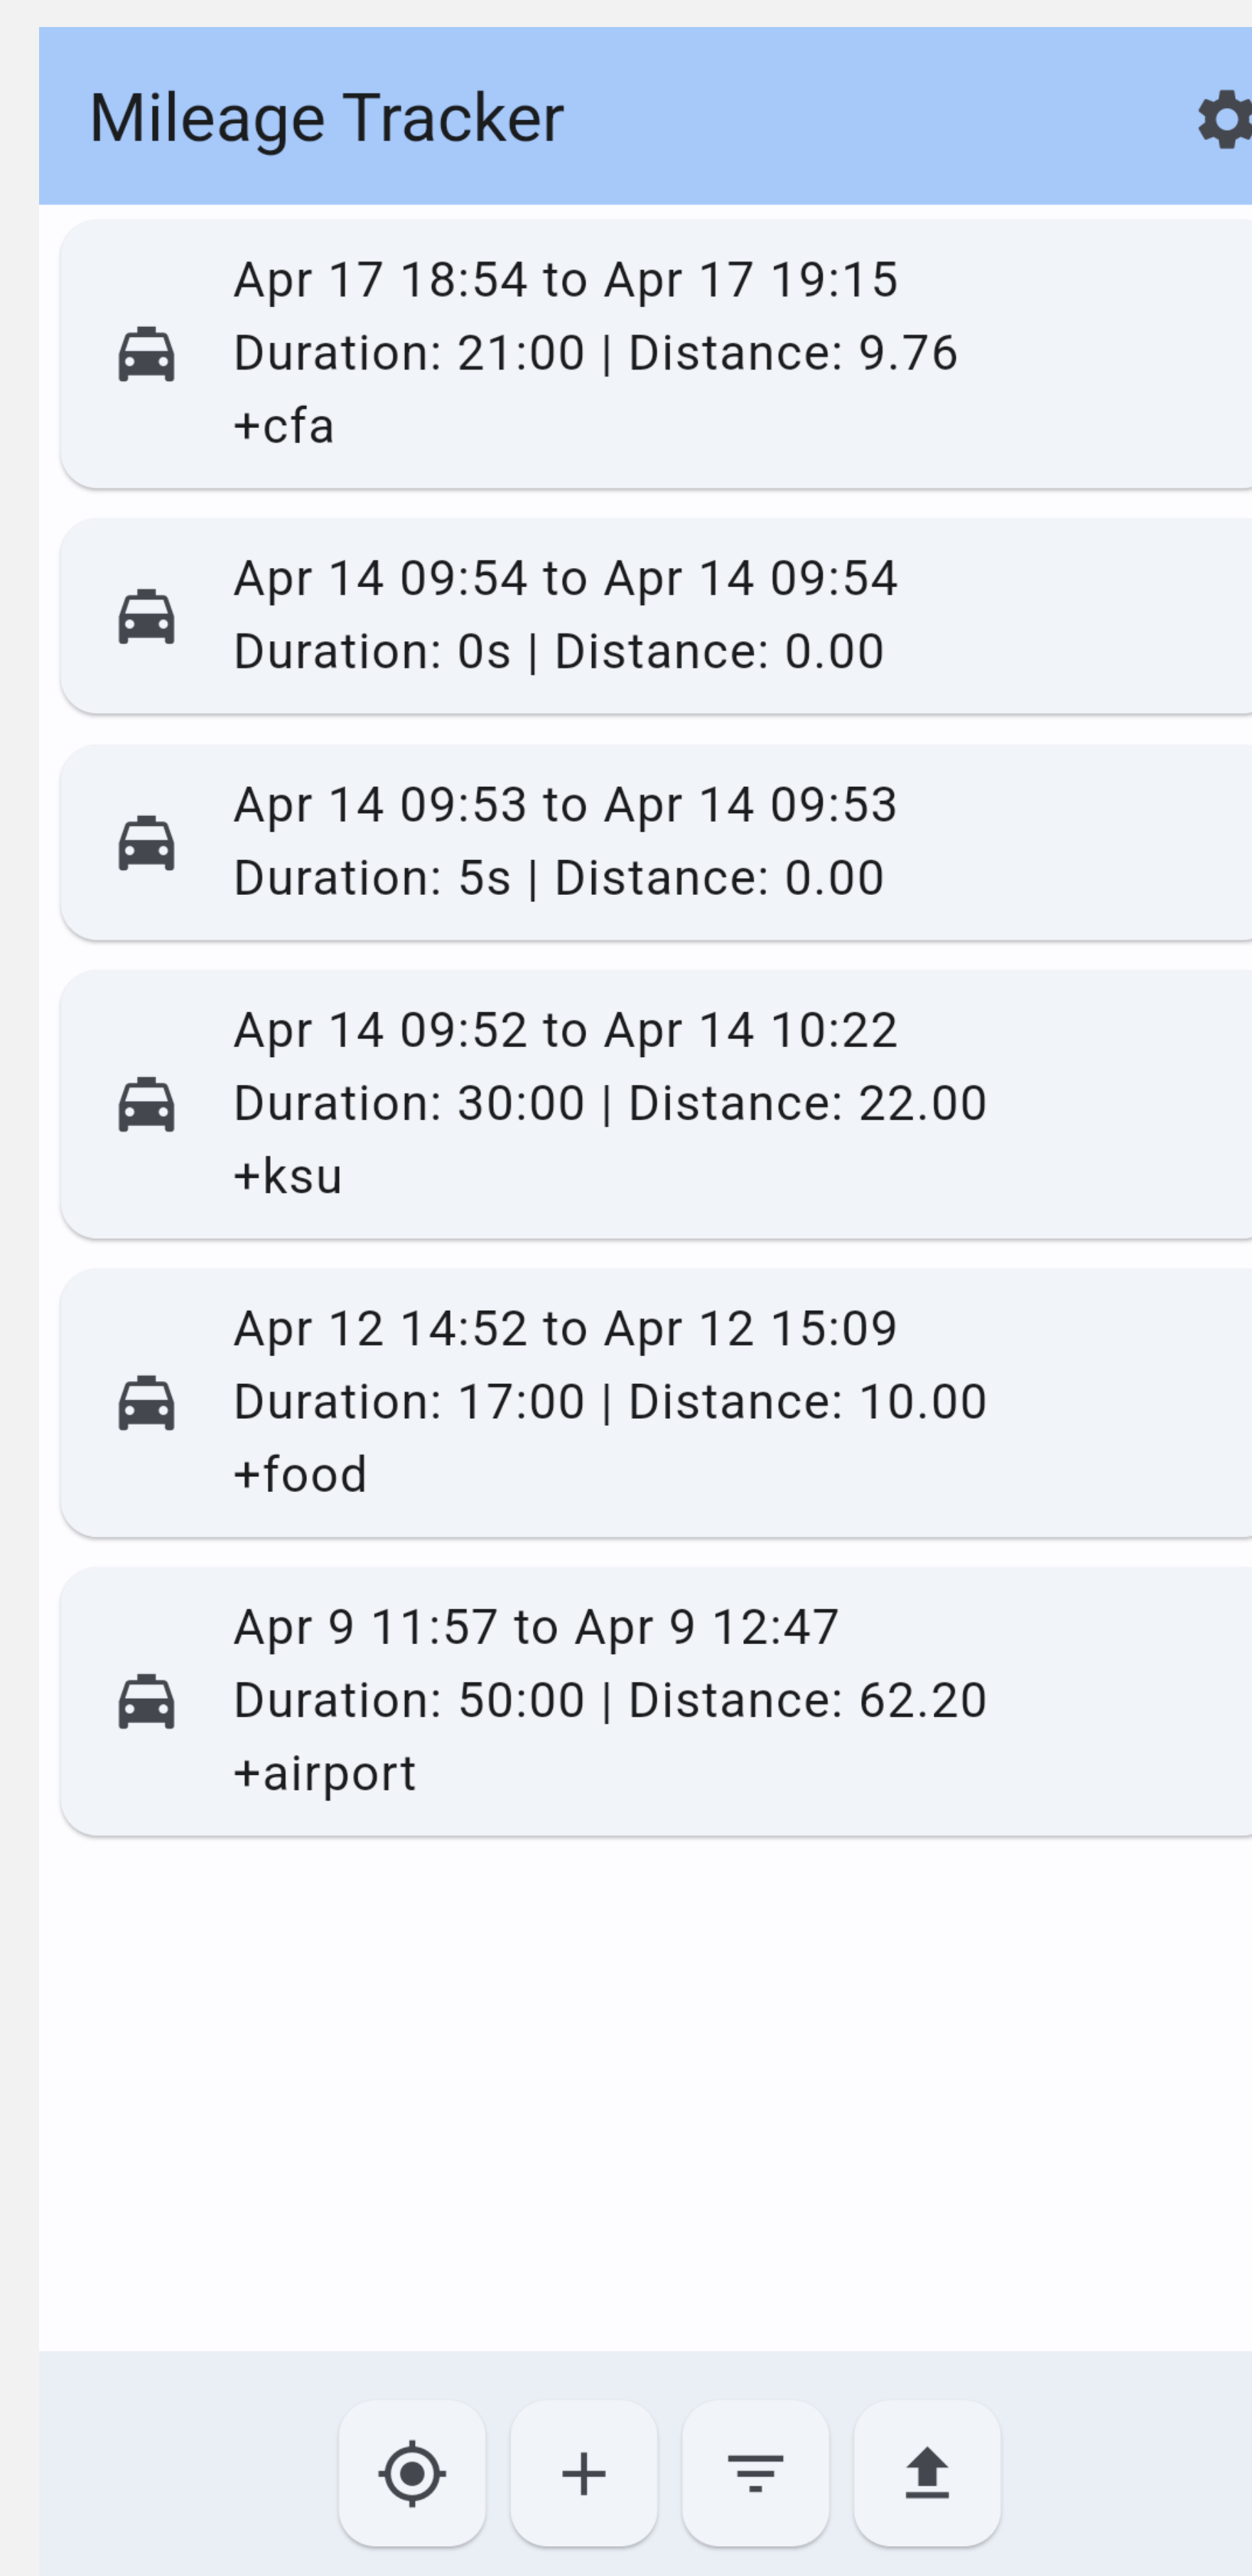 Mileage Tracker
Apr 17 18:54 to Apr 17 19:15
Duration: 21:00 | Distance: 9.76
+cfa
Apr 14 09:54 to Apr 14 09:54
Duration: 0s | Distance: 0.00
Apr 14 09:53 to Apr 14 09:53
Duration: 5s | Distance: 0.00
Apr 14 09:52 to Apr 14 10:22
Duration: 30:00 | Distance: 22.00
+ksu
Apr 12 14:52 to Apr 12 15:09
Duration: 17:00 | Distance: 10.00
+food
Apr 9 11:57 to Apr 9 12:47
Duration: 50:00 | Distance: 62.20
+airport